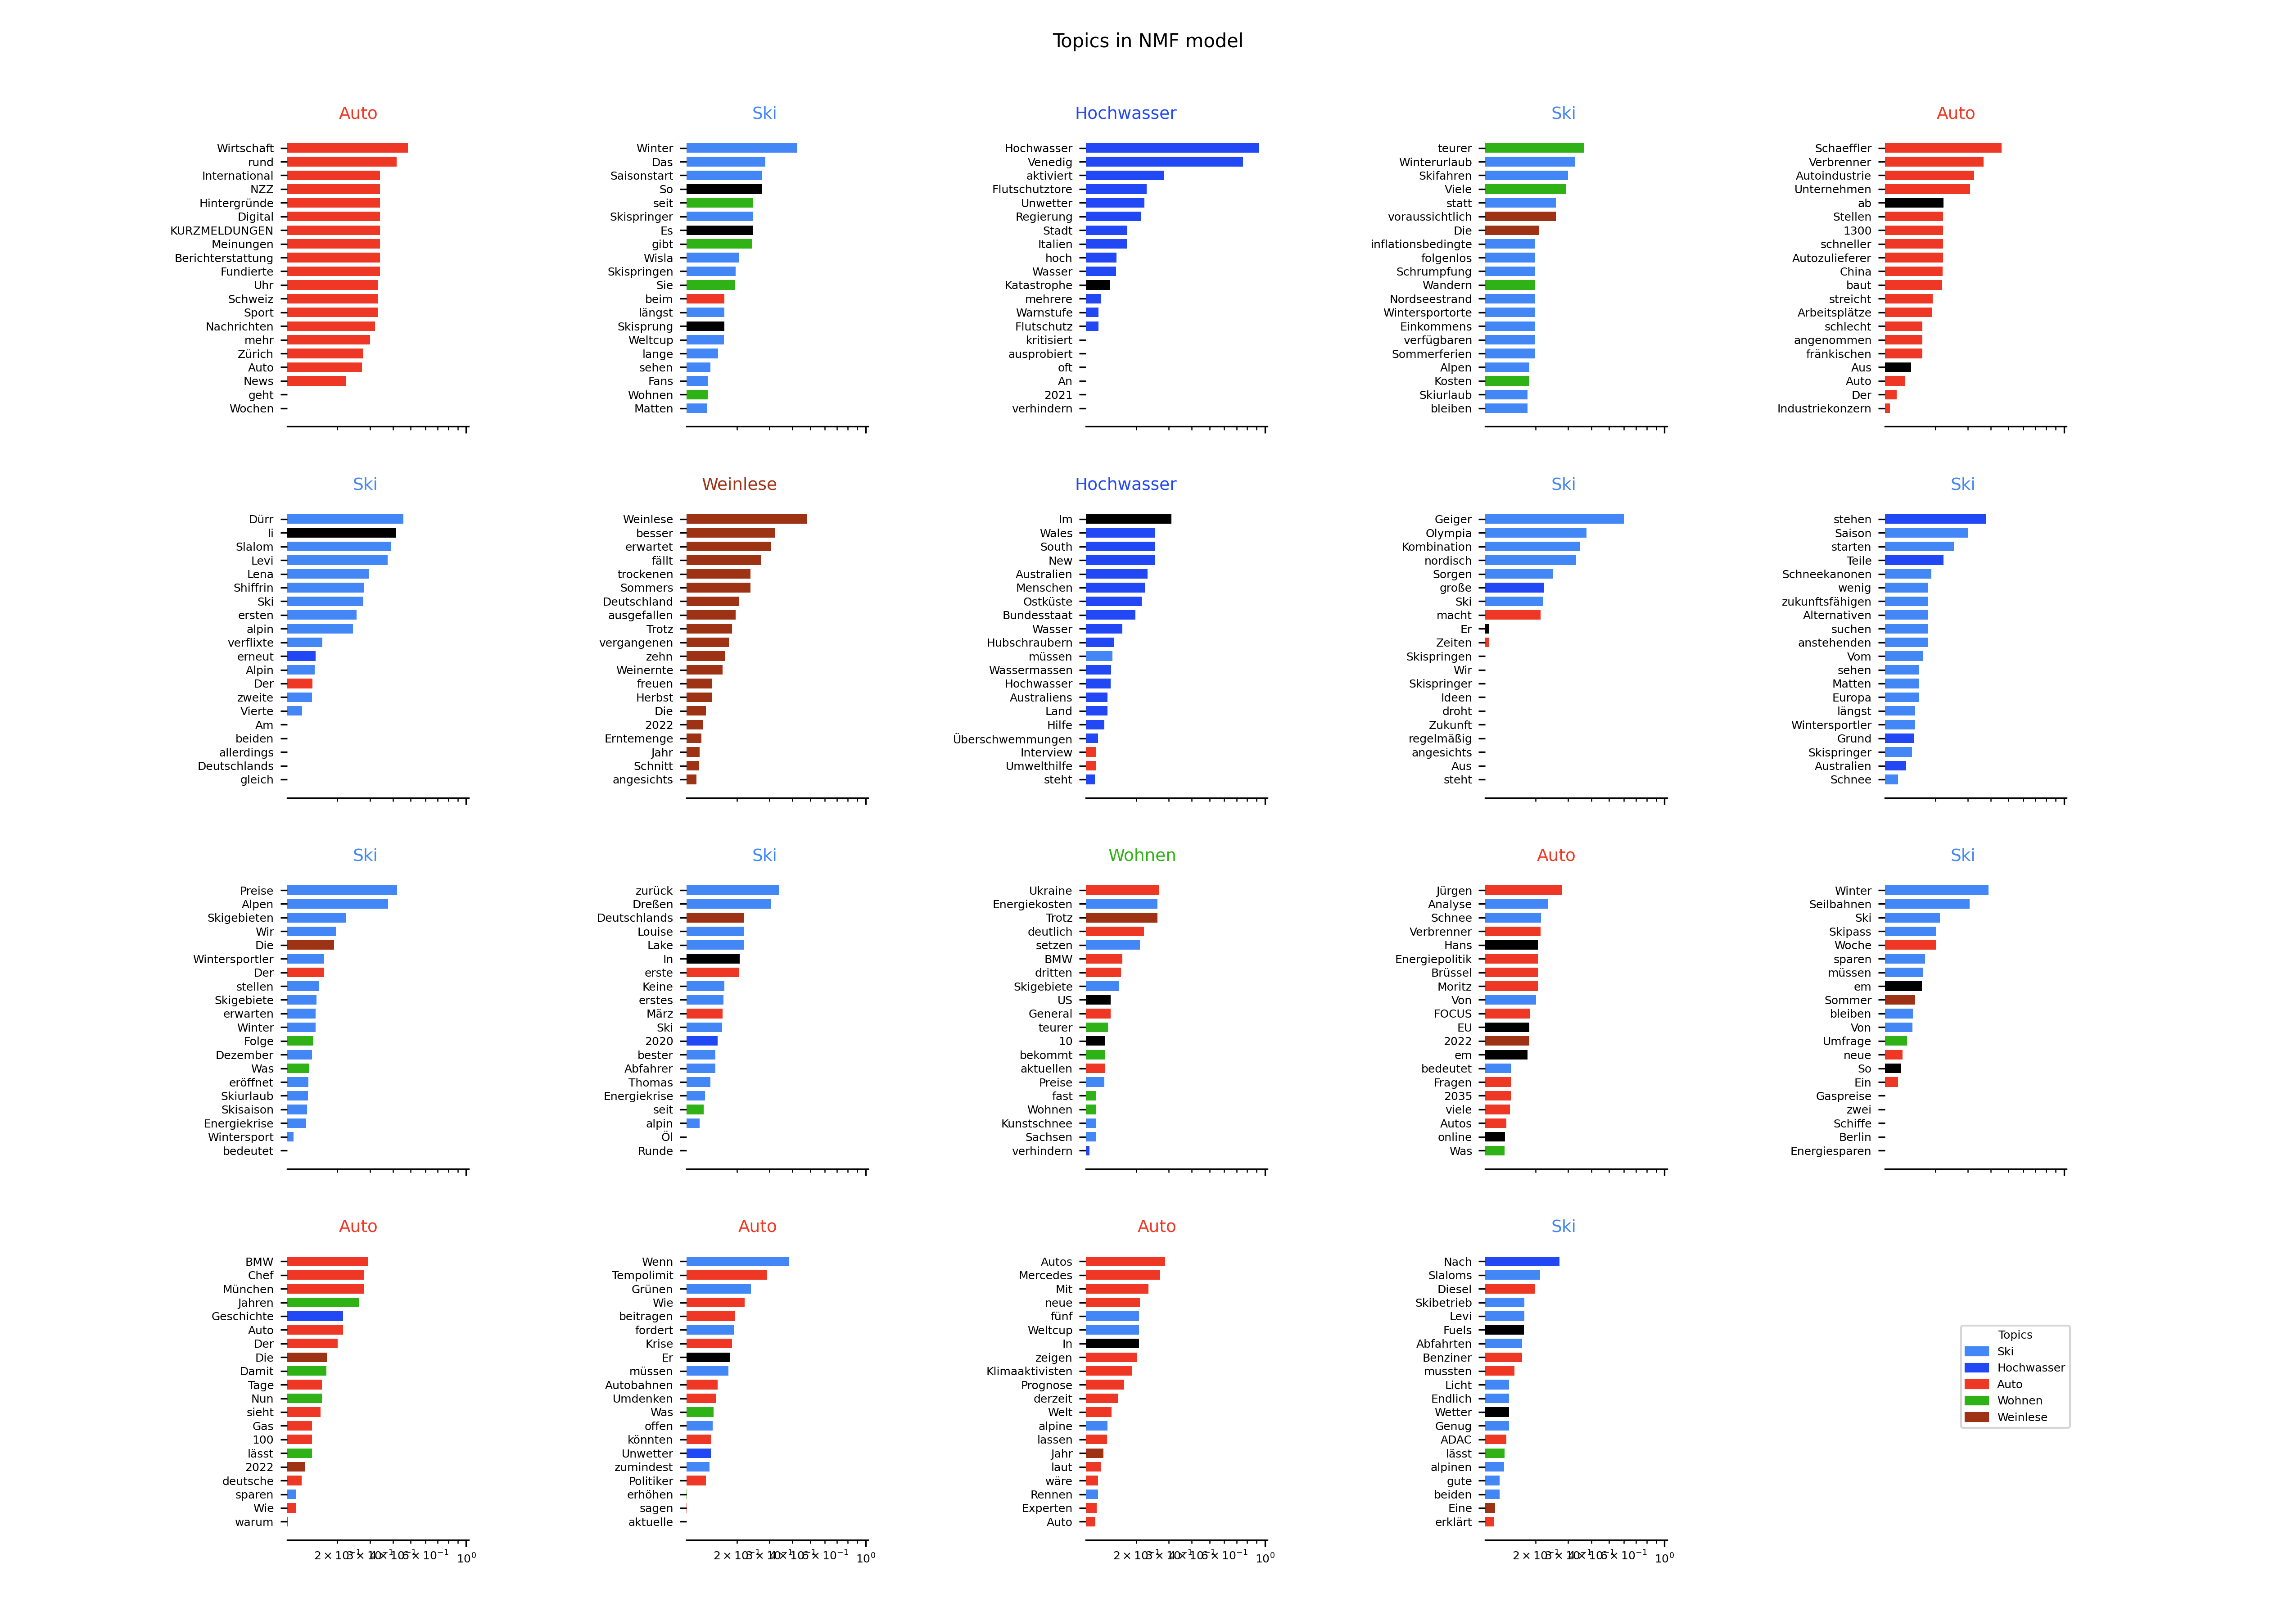 Topics in NMF model
Auto
Wirtschaft
rund
International
NZZ
Hintergründe
Digital
KURZMELDUNGEN
Meinungen
Berichterstattung
Fundierte
Uhr
Schweiz
Sport
Nachrichten
mehr
Zürich
Auto
News
geht
Wochen
Ski
Winter
Das
Saisonstart
So
seit
Skispringer
Es
gibt
Wisla
Skispringen
Sie
beim
längst
Skisprung
Weltcup
lange
sehen
Fans
Wohnen
Matten
Hochwasser
Hochwasser
Venedig
aktiviert
Flutschutztore
Unwetter
Regierung
Stadt
Italien
hoch
Wasser
Katastrophe
mehrere
Warnstufe
Flutschutz
kritisiert
ausprobiert
oft
An
2021
verhindern
Ski
teurer
Winterurlaub
Skifahren
Viele
statt
voraussichtlich
Die
inflationsbedingte
folgenlos
Schrumpfung
Wandern
Nordseestrand
Wintersportorte
Einkommens
verfügbaren
Sommerferien
Alpen
Kosten
Skiurlaub
bleiben
Auto
Schaeffler
Verbrenner
Autoindustrie
Unternehmen
ab
Stellen
1300
schneller
Autozulieferer
China
baut
streicht
Arbeitsplätze
schlecht
angenommen
fränkischen
Aus
Auto
Der
Industriekonzern
Ski
Dürr
li
Slalom
Levi
Lena
Shiffrin
Ski
ersten
alpin
verflixte
erneut
Alpin
Der
zweite
Vierte
Am
beiden
allerdings
Deutschlands
gleich
Weinlese
Weinlese
besser
erwartet
fällt
trockenen
Sommers
Deutschland
ausgefallen
Trotz
vergangenen
zehn
Weinernte
freuen
Herbst
Die
2022
Erntemenge
Jahr
Schnitt
angesichts
Hochwasser
Im
Wales
South
New
Australien
Menschen
Ostküste
Bundesstaat
Wasser
Hubschraubern
müssen
Wassermassen
Hochwasser
Australiens
Land
Hilfe
Überschwemmungen
Interview
Umwelthilfe
steht
Ski
Geiger
Olympia
Kombination
nordisch
Sorgen
große
Ski
macht
Er
Zeiten
Skispringen
Wir
Skispringer
Ideen
droht
Zukunft
regelmäßig
angesichts
Aus
steht
Ski
stehen
Saison
starten
Teile
Schneekanonen
wenig
zukunftsfähigen
Alternativen
suchen
anstehenden
Vom
sehen
Matten
Europa
längst
Wintersportler
Grund
Skispringer
Australien
Schnee
Ski
Preise
Alpen
Skigebieten
Wir
Die
Wintersportler
Der
stellen
Skigebiete
erwarten
Winter
Folge
Dezember
Was
eröffnet
Skiurlaub
Skisaison
Energiekrise
Wintersport
bedeutet
Ski
zurück
Dreßen
Deutschlands
Louise
Lake
In
erste
Keine
erstes
März
Ski
2020
bester
Abfahrer
Thomas
Energiekrise
seit
alpin
Öl
Runde
Wohnen
Ukraine
Energiekosten
Trotz
deutlich
setzen
BMW
dritten
Skigebiete
US
General
teurer
10
bekommt
aktuellen
Preise
fast
Wohnen
Kunstschnee
Sachsen
verhindern
Auto
Jürgen
Analyse
Schnee
Verbrenner
Hans
Energiepolitik
Brüssel
Moritz
Von
FOCUS
EU
2022
em
bedeutet
Fragen
2035
viele
Autos
online
Was
Ski
Winter
Seilbahnen
Ski
Skipass
Woche
sparen
müssen
em
Sommer
bleiben
Von
Umfrage
neue
So
Ein
Gaspreise
zwei
Schiffe
Berlin
Energiesparen
Auto
BMW
Chef
München
Jahren
Geschichte
Auto
Der
Die
Damit
Tage
Nun
sieht
Gas
100
lässt
2022
deutsche
sparen
Wie
warum
10⁰
Auto
Wenn
Tempolimit
Grünen
Wie
beitragen
fordert
Krise
Er
müssen
Autobahnen
Umdenken
Was
offen
könnten
Unwetter
zumindest
Politiker
erhöhen
sagen
aktuelle
10⁰
Auto
Autos
Mercedes
Mit
neue
fünf
Weltcup
In
zeigen
Klimaaktivisten
Prognose
derzeit
Welt
alpine
lassen
Jahr
laut
wäre
Rennen
Experten
Auto
10⁰
Ski
Nach
Slaloms
Diesel
Skibetrieb
Levi
Fuels
Abfahrten
Benziner
mussten
Licht
Endlich
Wetter
Genug
ADAC
lässt
alpinen
gute
beiden
Eine
erklärt
10⁰
Topics
Ski
Hochwasser
Auto
Wohnen
Weinlese